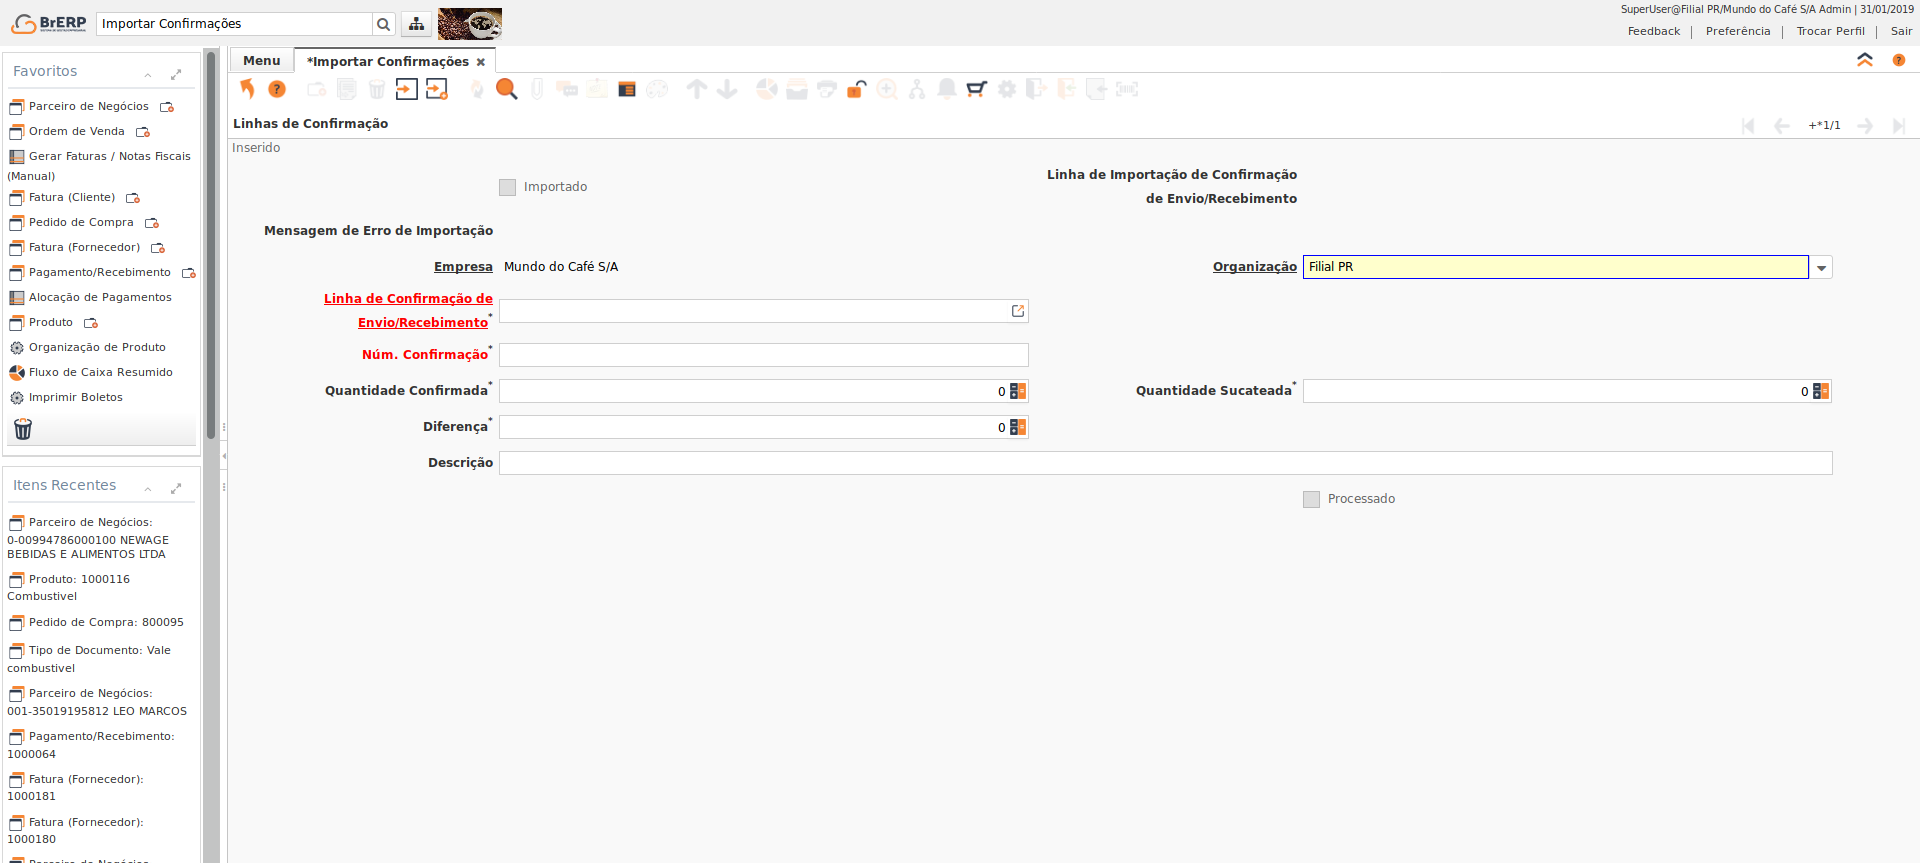 BrERP
Importar Confirmações
SuperUser@Filial PR/Mundo do Café S/A Admin | 31/01/2019
Feedback | Preferência | Trocar Perfil | Sair
Favoritos
Parceiro de Negócios
Ordem de Venda
Gerar Faturas / Notas Fiscais
(Manual)
Fatura (Cliente)
Pedido de Compra
Fatura (Fornecedor)
Pagamento/Recebimento
Alocação de Pagamentos
Produto
Organização de Produto
Fluxo de Caixa Resumido
Imprimir Boletos
Itens Recentes
Parceiro de Negócios:
0-00994786000100 NEWAGE
BEBIDAS E ALIMENTOS LTDA
Produto: 1000116
Combustivel
Pedido de Compra: 800095
Tipo de Documento: Vale
combustivel
Parceiro de Negócios:
001-35019195812 LEO MARCOS
Pagamento/Recebimento:
1000064
Fatura (Fornecedor):
1000181
Fatura (Fornecedor):
1000180
Parceiro de Negócios
Menu
*Importar Confirmações
Linhas de Confirmação
+*1/1
Inserido
Importado
Linha de Importação de Confirmação
de Envio/Recebimento
Mensagem de Erro de Importação
Empresa Mundo do Café S/A
Organização Filial PR
Linha de Confirmação de
Envio/Recebimento*
Núm. Confirmação*
Quantidade Confirmada* 0
Quantidade Sucateada* 0
Diferença* 0
Descrição
Processado